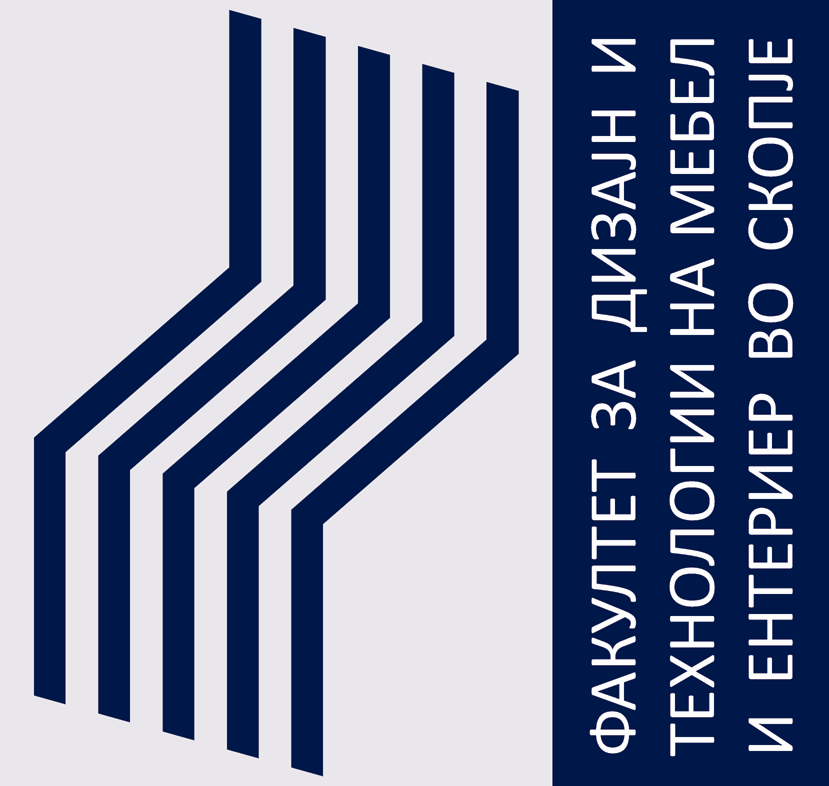 ФАКУЛТЕТ ЗА ДИЗАЈН И
ТЕХНОЛОГИИ НА МЕБЕЛ
И ЕНТЕРИЕР ВО СКОПЈЕ